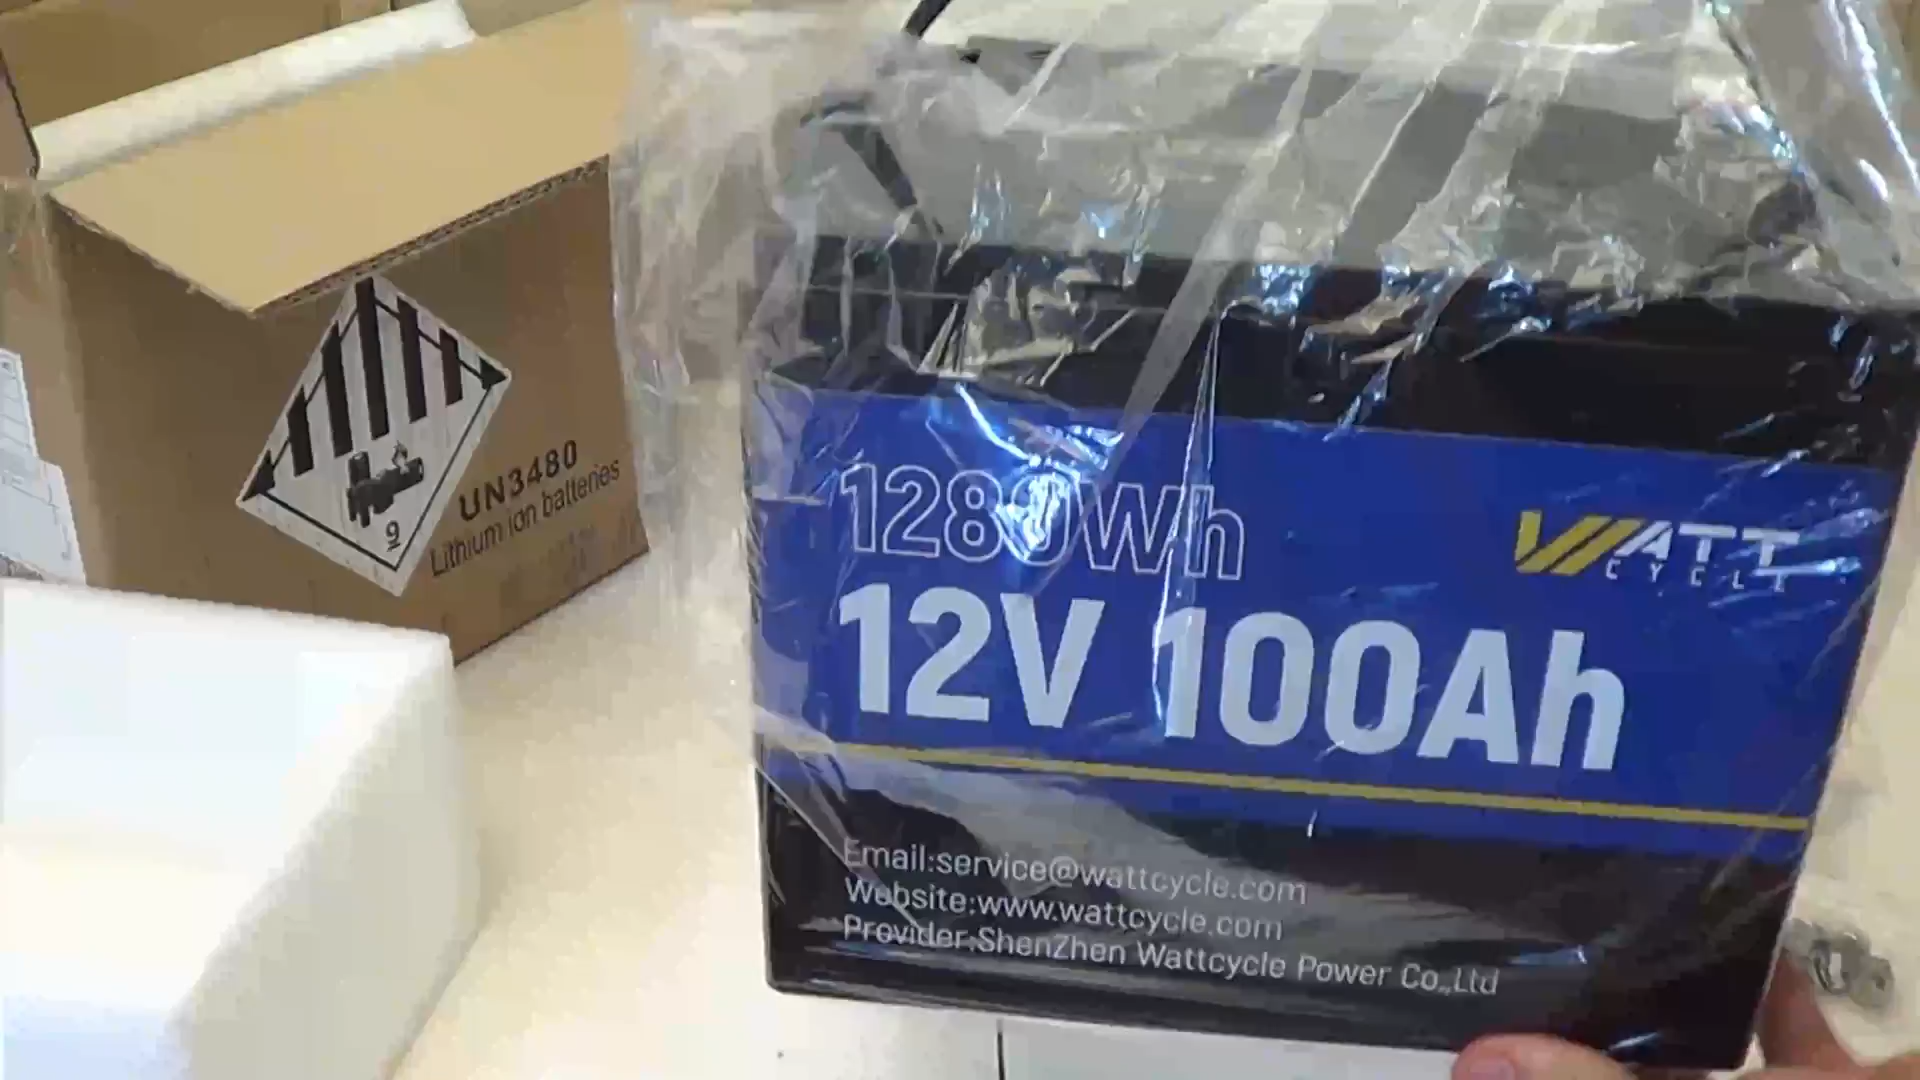 UN3480
Lithium ion batteries
9
1280Wh
WATT
CYCLE
12V 100Ah
Email:service@wattcycle.com
Website:www.wattcycle.com
Provider:ShenZhen Wattcycle Power Co.,Ltd